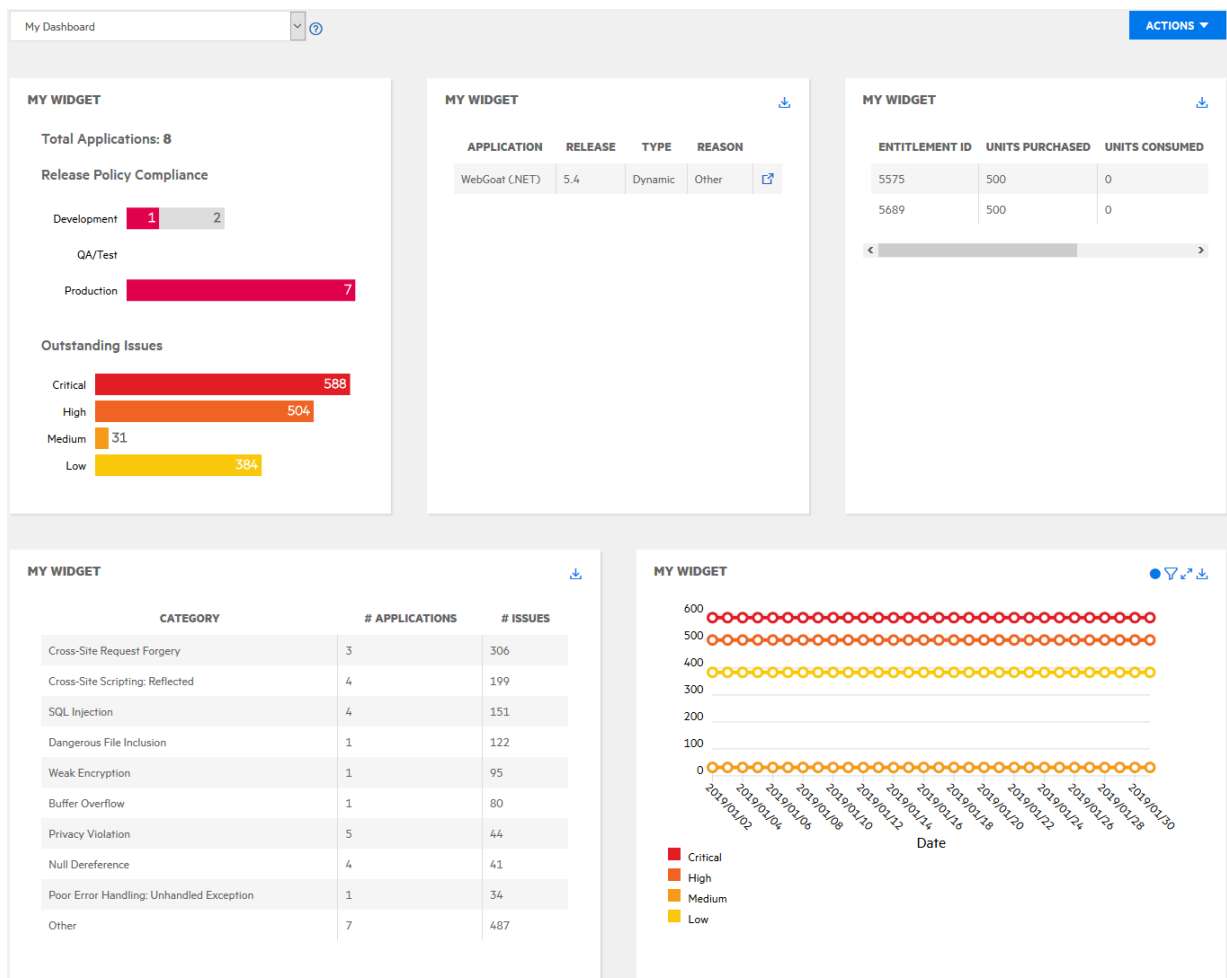 My Dashboard
ACTIONS
MY WIDGET
Total Applications: 8
Release Policy Compliance
Development 1 2
QA/Test
Production 7
Outstanding Issues
Critical 588
High 504
Medium 31
Low 384
MY WIDGET
APPLICATION RELEASE TYPE REASON
WebGoat (.NET) 5.4 Dynamic Other
MY WIDGET
ENTITLEMENT ID UNITS PURCHASED UNITS CONSUMED
5575 500 0
5689 500 0
MY WIDGET
CATEGORY # APPLICATIONS # ISSUES
Cross-Site Request Forgery 3 306
Cross-Site Scripting: Reflected 4 199
SQL Injection 4 151
Dangerous File Inclusion 1 122
Weak Encryption 1 95
Buffer Overflow 1 80
Privacy Violation 5 44
Null Dereference 4 41
Poor Error Handling: Unhandled Exception 1 34
Other 7 487
MY WIDGET
600
500
400
300
200
100
0
2019/01/02 2019/01/04 2019/01/06 2019/01/08 2019/01/10 2019/01/12 2019/01/14 2019/01/16 2019/01/18 2019/01/20 2019/01/22 2019/01/24 2019/01/26 2019/01/28 2019/01/30
Date
Critical
High
Medium
Low